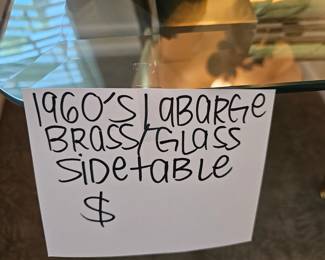 1960's LaBARGe
BRASS/GLASS
SiDetABLe
$